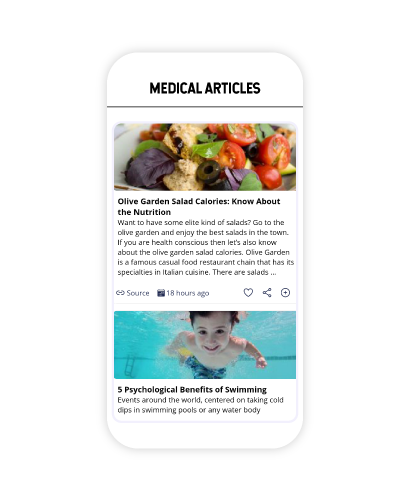 MEDICAL ARTICLES
Olive Garden Salad Calories: Know About
the Nutrition
Want to have some elite kind of salads? Go to the
olive garden and enjoy the best salads in the town.
If you are health conscious then let's also know
about the olive garden salad calories. Olive Garden
is a famous casual food restaurant chain that has its
specialties in Italian cuisine. There are salads ...
Source 18 hours ago
5 Psychological Benefits of Swimming
Events around the world, centered on taking cold
dips in swimming pools or any water body